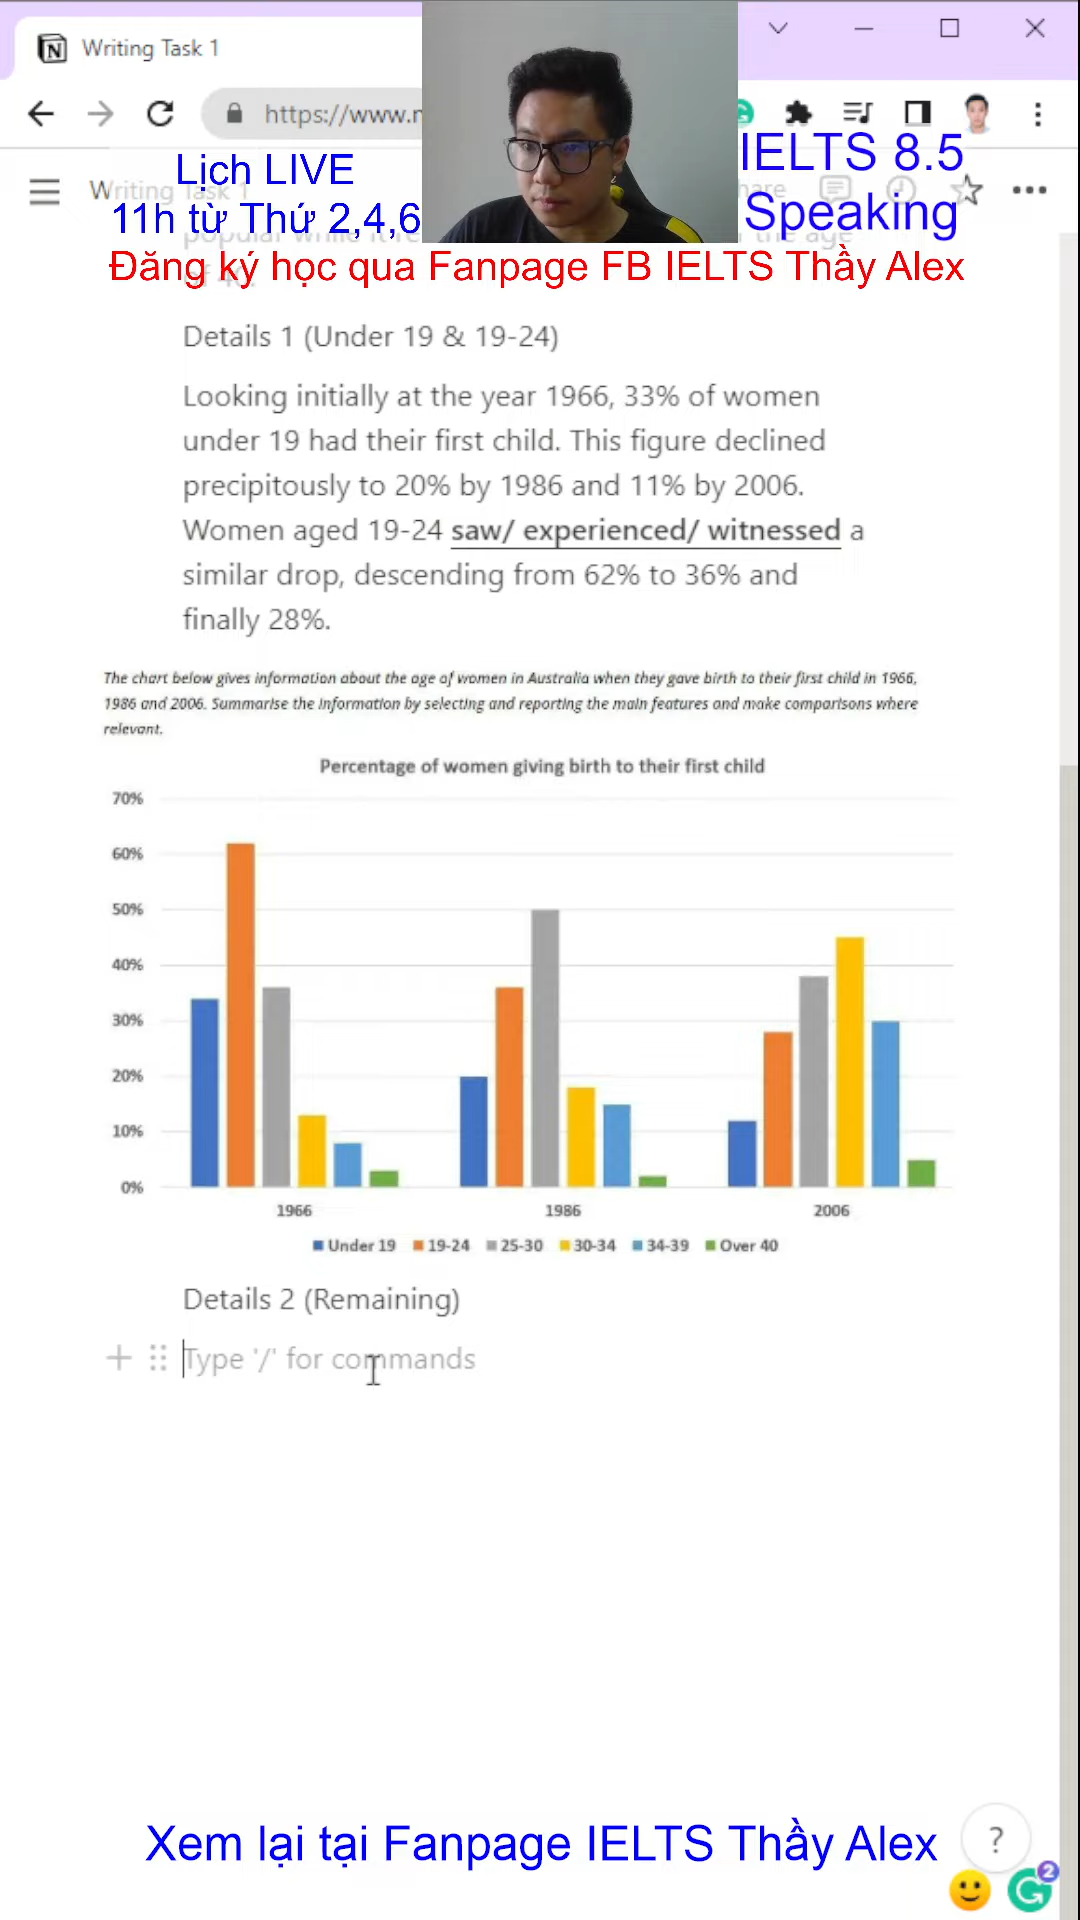 Writing Task 1
https://www.n
Lịch LIVE
11h từ Thứ 2,4,6
IELTS 8.5
Speaking
Writing Task 1
Đăng ký học qua Fanpage FB IELTS Thầy Alex
Details 1 (Under 19 & 19-24)
Looking initially at the year 1966, 33% of women
under 19 had their first child. This figure declined
precipitously to 20% by 1986 and 11% by 2006.
Women aged 19-24 saw/ experienced/ witnessed a
similar drop, descending from 62% to 36% and
finally 28%.
The chart below gives information about the age of women in Australia when they gave birth to their first child in 1966,
1986 and 2006. Summarise the information by selecting and reporting the main features and make comparisons where
relevant.
Percentage of women giving birth to their first child
70%
60%
50%
40%
30%
20%
10%
0%
1966 1986 2006
Under 19 19-24 25-30 30-34 34-39 Over 40
Details 2 (Remaining)
Type '/' for commands
Xem lại tại Fanpage IELTS Thầy Alex
?
2